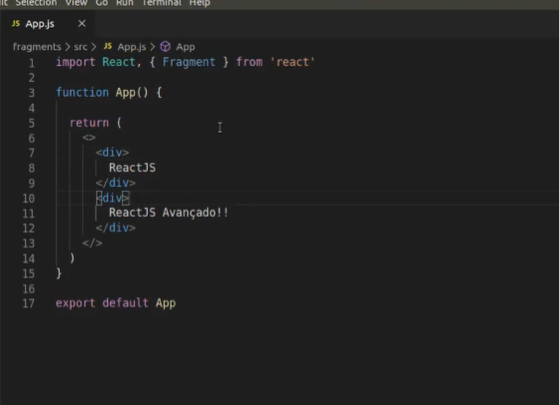 Selection View Go Run Terminal Help
JS App.js ×
fragments > src > JS App.js > App
1 import React, { Fragment } from 'react'
2
3 function App() {
4
5 return (
6 <>
7 <div>
8 ReactJS
9 </div>
10 <div>
11 ReactJS Avançado!!
12 </div>
13 </>
14 )
15 }
16
17 export default App